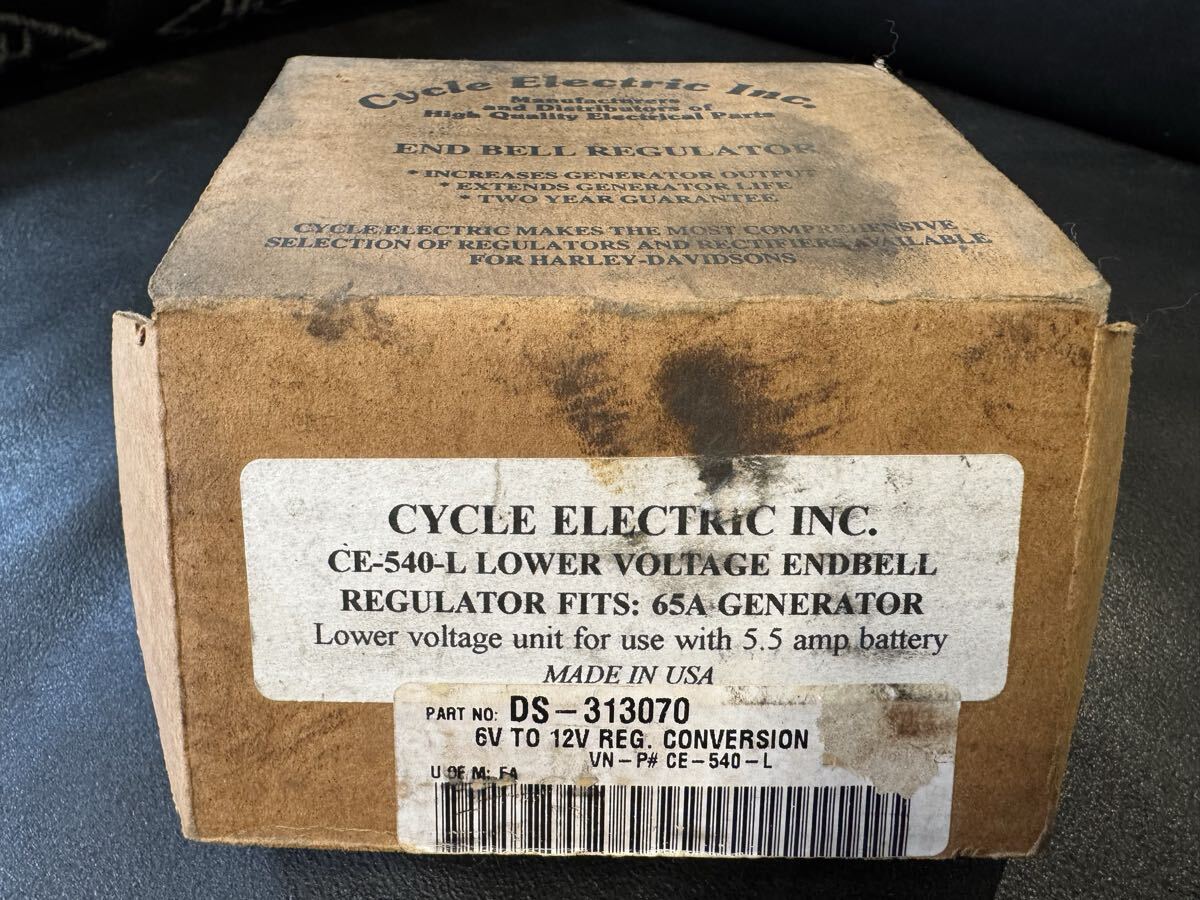 Cycle Electric Inc.
Manufacturers
and Distributors of
High Quality Electrical Parts
END BELL REGULATOR
* INCREASES GENERATOR OUTPUT
* EXTENDS GENERATOR LIFE
* TWO YEAR GUARANTEE
CYCLE ELECTRIC MAKES THE MOST COMPREHENSIVE
SELECTION OF REGULATORS AND RECTIFIERS AVAILABLE
FOR HARLEY-DAVIDSONS
CYCLE ELECTRIC INC.
CE-540-L LOWER VOLTAGE ENDBELL
REGULATOR FITS: 65A GENERATOR
Lower voltage unit for use with 5.5 amp battery
MADE IN USA
PART NO: DS-313070
6V TO 12V REG. CONVERSION
VN-P# CE-540-L
U OF M: EA